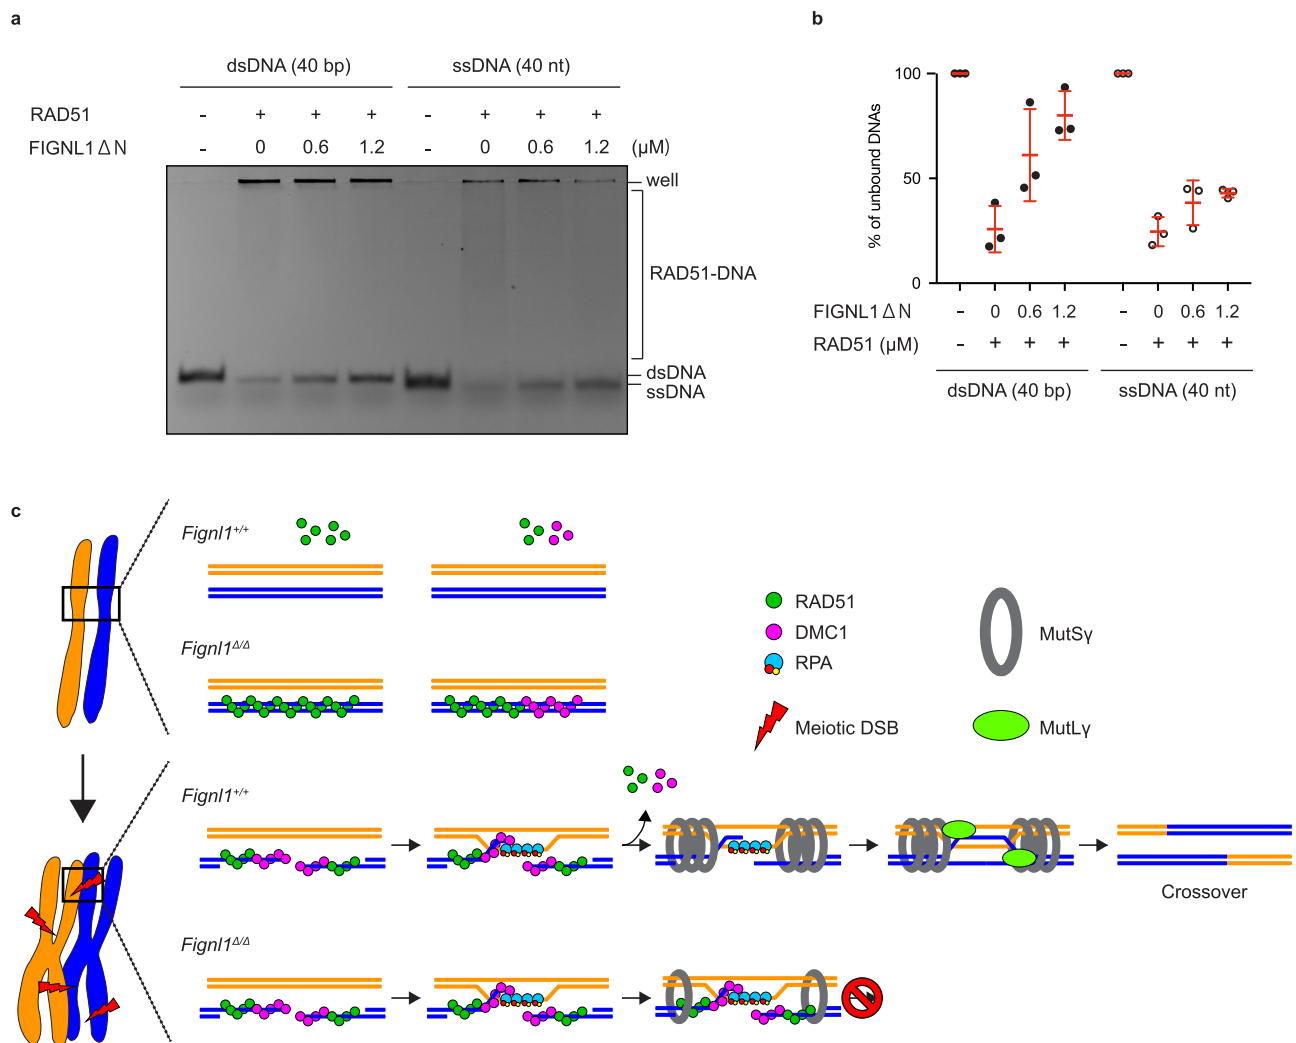 a
dsDNA (40 bp) ssDNA (40 nt)
RAD51 - + + + - + + +
FIGNL1ΔN - 0 0.6 1.2 - 0 0.6 1.2 (μM)
well
RAD51-DNA
dsDNA
ssDNA
b
% of unbound DNAs
100
50
0
FIGNL1ΔN - 0 0.6 1.2 - 0 0.6 1.2
RAD51 (μM) - + + + - + + +
dsDNA (40 bp) ssDNA (40 nt)
c
Fignl1+/+
Fignl1Δ/Δ
RAD51
DMC1
RPA
Meiotic DSB
MutSγ
MutLγ
Fignl1+/+
Crossover
Fignl1Δ/Δ